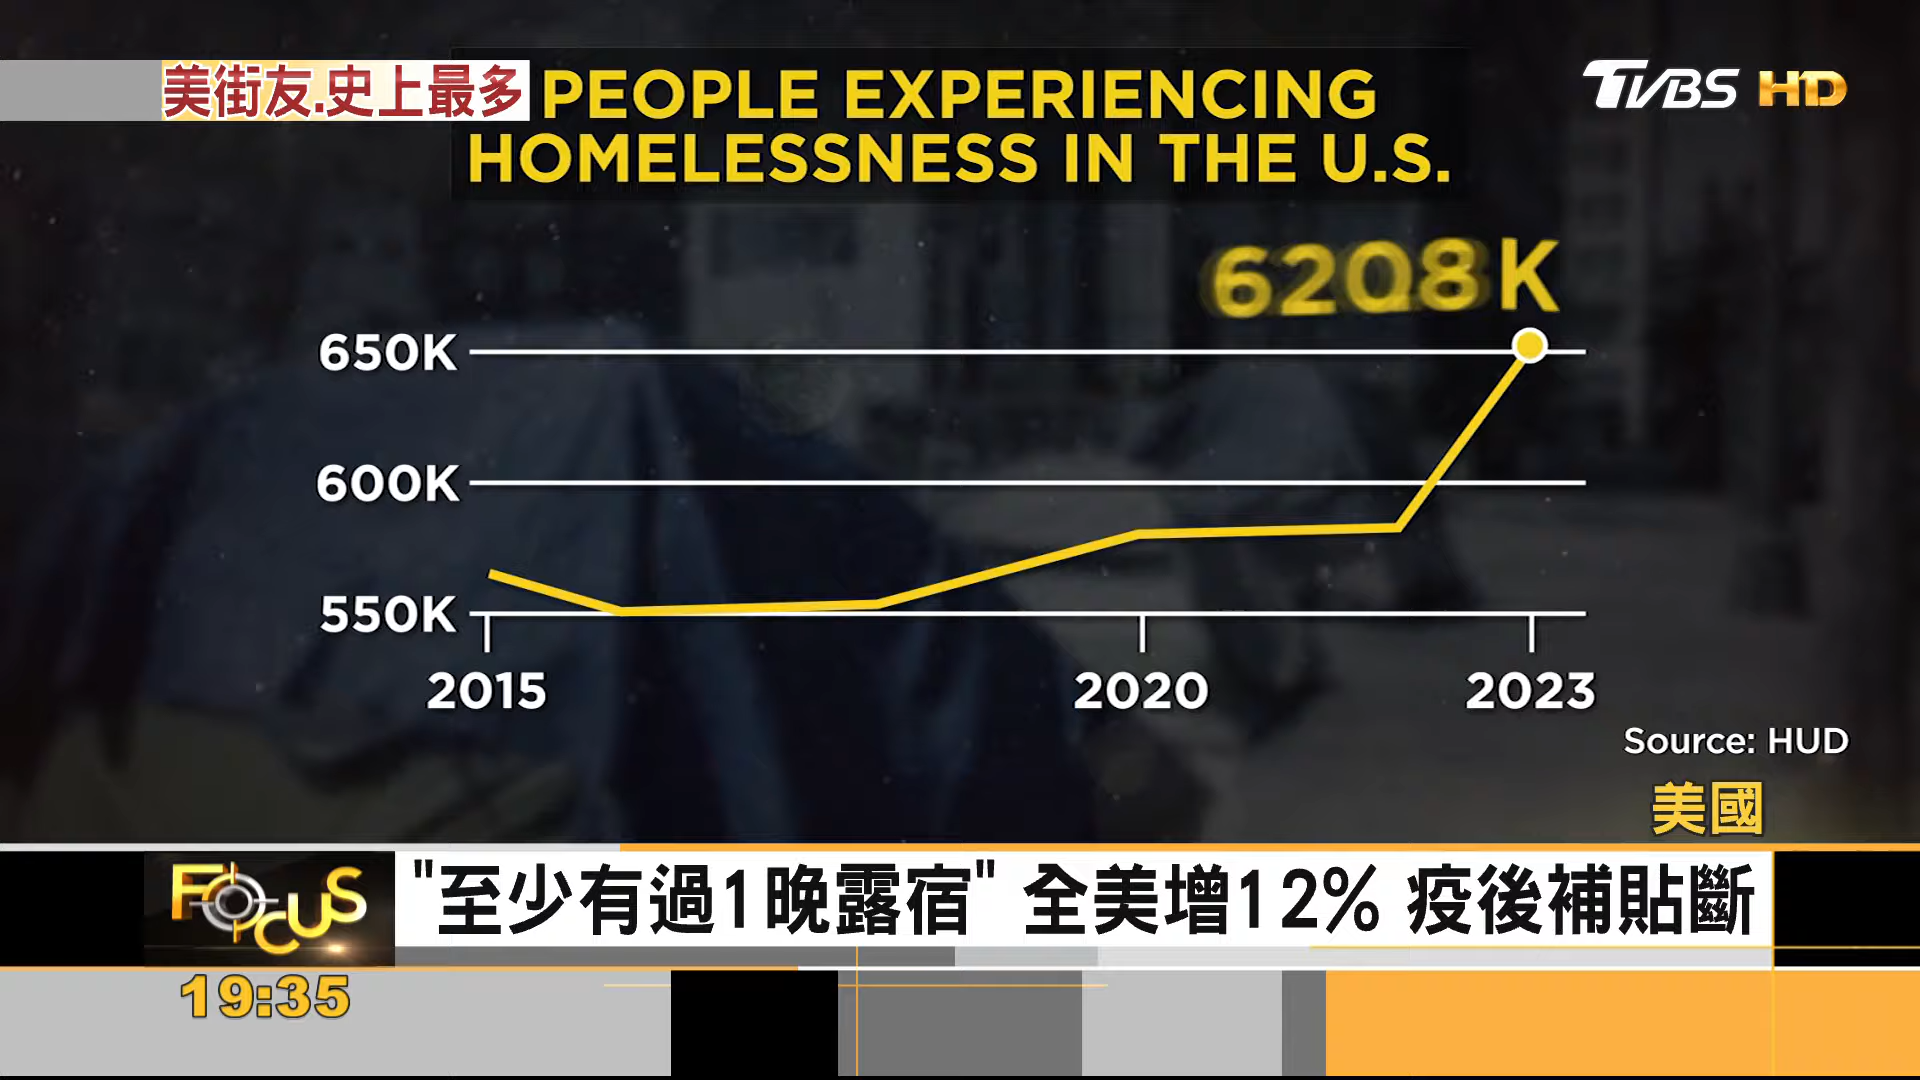 美街友.史上最多
PEOPLE EXPERIENCING
HOMELESSNESS IN THE U.S.
TVBS HD
650K
600K
550K
2015
2020
2023
Source: HUD
美國
FOCUS
"至少有過1晚露宿" 全美增12% 疫後補貼斷
19:35